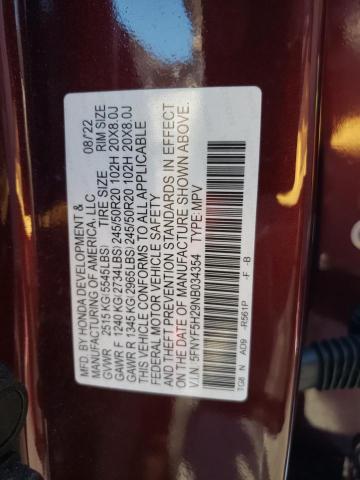 MFD. BY HONDA DEVELOPMENT & 08/22
MANUFACTURING OF AMERICA, LLC
GVWR 2515 KG (5545LBS) TIRE SIZE RIM SIZE
GAWR F 1240 KG (2734LBS) 245/50R20 102H 20X8.0J
GAWR R 1345 KG (2965LBS) 245/50R20 102H 20X8.0J
THIS VEHICLE CONFORMS TO ALL APPLICABLE
FEDERAL MOTOR VEHICLE SAFETY
AND THEFT PREVENTION STANDARDS IN EFFECT
ON THE DATE OF MANUFACTURE SHOWN ABOVE.
V.I.N. 5FNYF5H29NB034354 TYPE:MPV
TG8 N AD9 -R561P -F -B